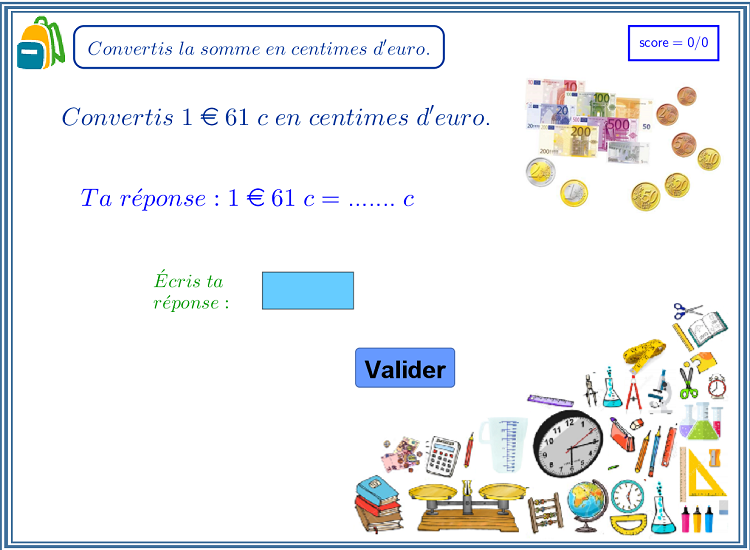 Convertis la somme en centimes d'euro.
score = 0/0
Convertis 1 € 61 c en centimes d'euro.
Ta réponse : 1 € 61 c = ....... c
Écris ta
réponse :
Valider